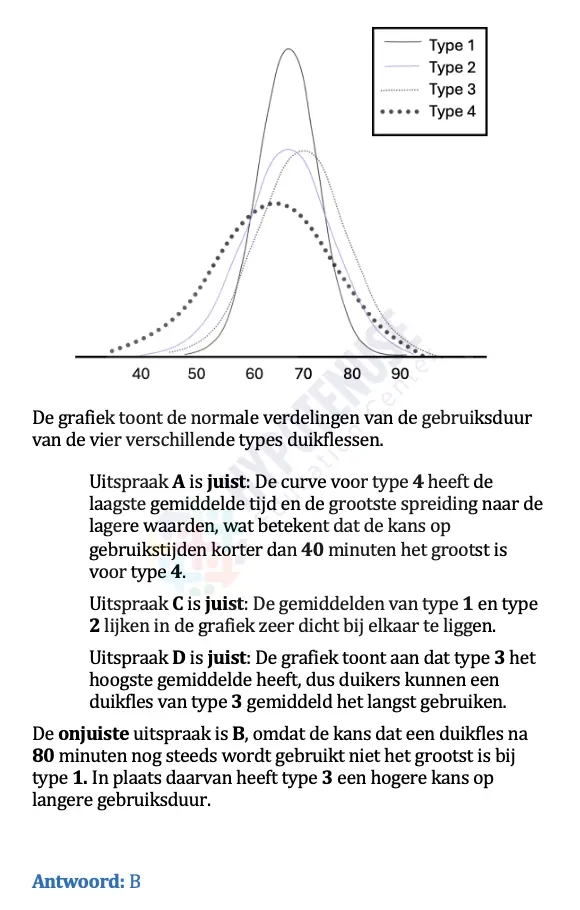 Type 1
Type 2
Type 3
Type 4
40 50 60 70 80 90
De grafiek toont de normale verdelingen van de gebruiksduur
van de vier verschillende types duikflessen.
Uitspraak A is juist: De curve voor type 4 heeft de
laagste gemiddelde tijd en de grootste spreiding naar de
lagere waarden, wat betekent dat de kans op
gebruikstijden korter dan 40 minuten het grootst is
voor type 4.
Uitspraak C is juist: De gemiddelden van type 1 en type
2 lijken in de grafiek zeer dicht bij elkaar te liggen.
Uitspraak D is juist: De grafiek toont aan dat type 3 het
hoogste gemiddelde heeft, dus duikers kunnen een
duikfles van type 3 gemiddeld het langst gebruiken.
De onjuiste uitspraak is B, omdat de kans dat een duikfles na
80 minuten nog steeds wordt gebruikt niet het grootst is bij
type 1. In plaats daarvan heeft type 3 een hogere kans op
langere gebruiksduur.
Antwoord: B
HYPOTENUSE
Education Center